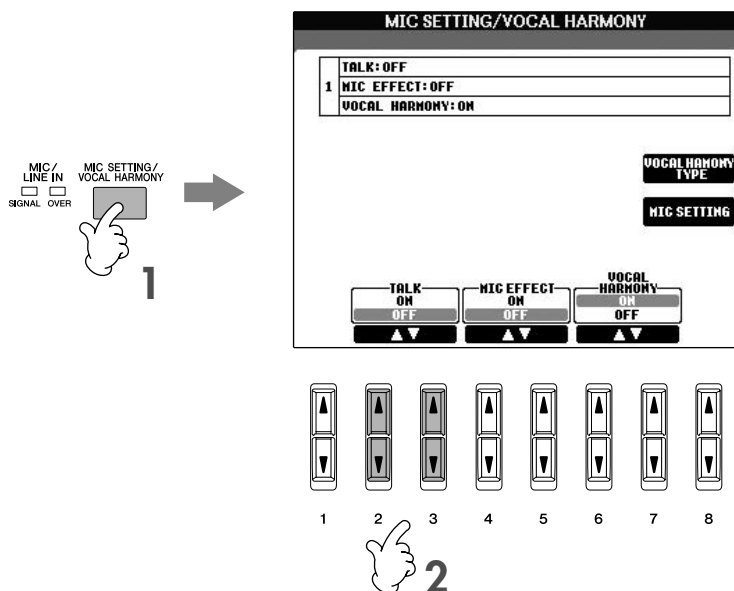 MIC SETTING/VOCAL HARMONY
TALK:OFF
1 MIC EFFECT:OFF
VOCAL HARMONY:ON
MIC/
LINE IN
SIGNAL OVER
MIC SETTING/
VOCAL HARMONY
1
VOCAL HAMONY
TYPE
MIC SETTING
TALK
ON
OFF
MIC EFFECT
ON
OFF
VOCAL
HARMONY
ON
OFF
1 2 3 4 5 6 7 8
2